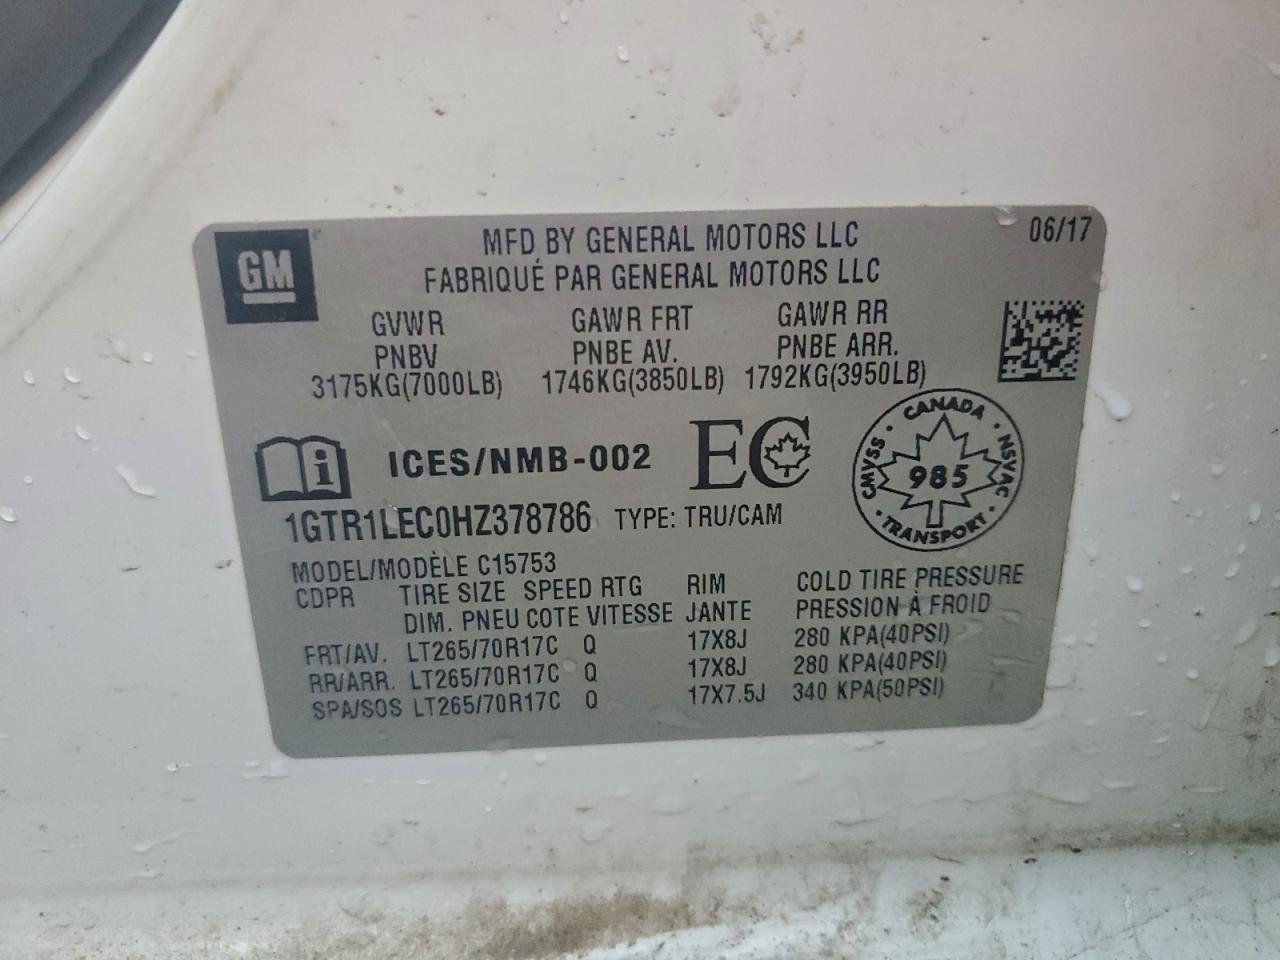 GM
MFD BY GENERAL MOTORS LLC
06/17
FABRIQUÉ PAR GENERAL MOTORS LLC
GVWR GAWR FRT GAWR RR
PNBV PNBE AV. PNBE ARR.
3175KG(7000LB) 1746KG(3850LB) 1792KG(3950LB)
i ICES/NMB-002 EC
CANADA
CMVSS 985 NSVAC
TRANSPORT
1GTR1LEC0HZ378786 TYPE: TRU/CAM
MODEL/MODÈLE C15753
CDPR TIRE SIZE SPEED RTG RIM COLD TIRE PRESSURE
DIM. PNEU COTE VITESSE JANTE PRESSION À FROID
FRT/AV. LT265/70R17C Q 17X8J 280 KPA(40PSI)
RR/ARR. LT265/70R17C Q 17X8J 280 KPA(40PSI)
SPA/SOS LT265/70R17C Q 17X7.5J 340 KPA(50PSI)